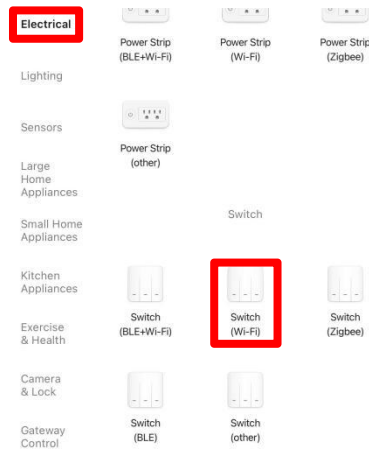 Electrical
Lighting
Sensors
Large
Home
Appliances
Small Home
Appliances
Kitchen
Appliances
Exercise
& Health
Camera
& Lock
Gateway
Control
Power Strip
(BLE+Wi-Fi)
Power Strip
(Wi-Fi)
Power Strip
(Zigbee)
Power Strip
(other)
Switch
Switch
(BLE+Wi-Fi)
Switch
(Wi-Fi)
Switch
(Zigbee)
Switch
(BLE)
Switch
(other)